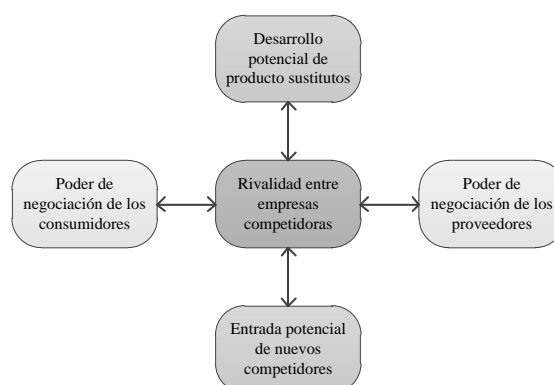 Desarrollo
potencial de
producto sustitutos
Poder de
negociación de los
consumidores
Rivalidad entre
empresas
competidoras
Poder de
negociación de los
proveedores
Entrada potencial
de nuevos
competidores